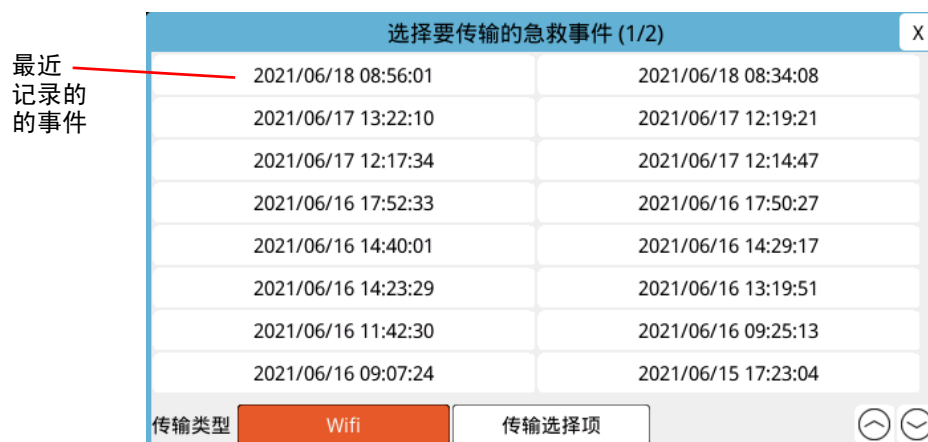 选择要传输的急救事件 (1/2)
X
最近
记录的
的事件
2021/06/18 08:56:01 2021/06/18 08:34:08
2021/06/17 13:22:10 2021/06/17 12:19:21
2021/06/17 12:17:34 2021/06/17 12:14:47
2021/06/16 17:52:33 2021/06/16 17:50:27
2021/06/16 14:40:01 2021/06/16 14:29:17
2021/06/16 14:23:29 2021/06/16 13:19:51
2021/06/16 11:42:30 2021/06/16 09:25:13
2021/06/16 09:07:24 2021/06/15 17:23:04
传输类型 Wifi 传输选择项